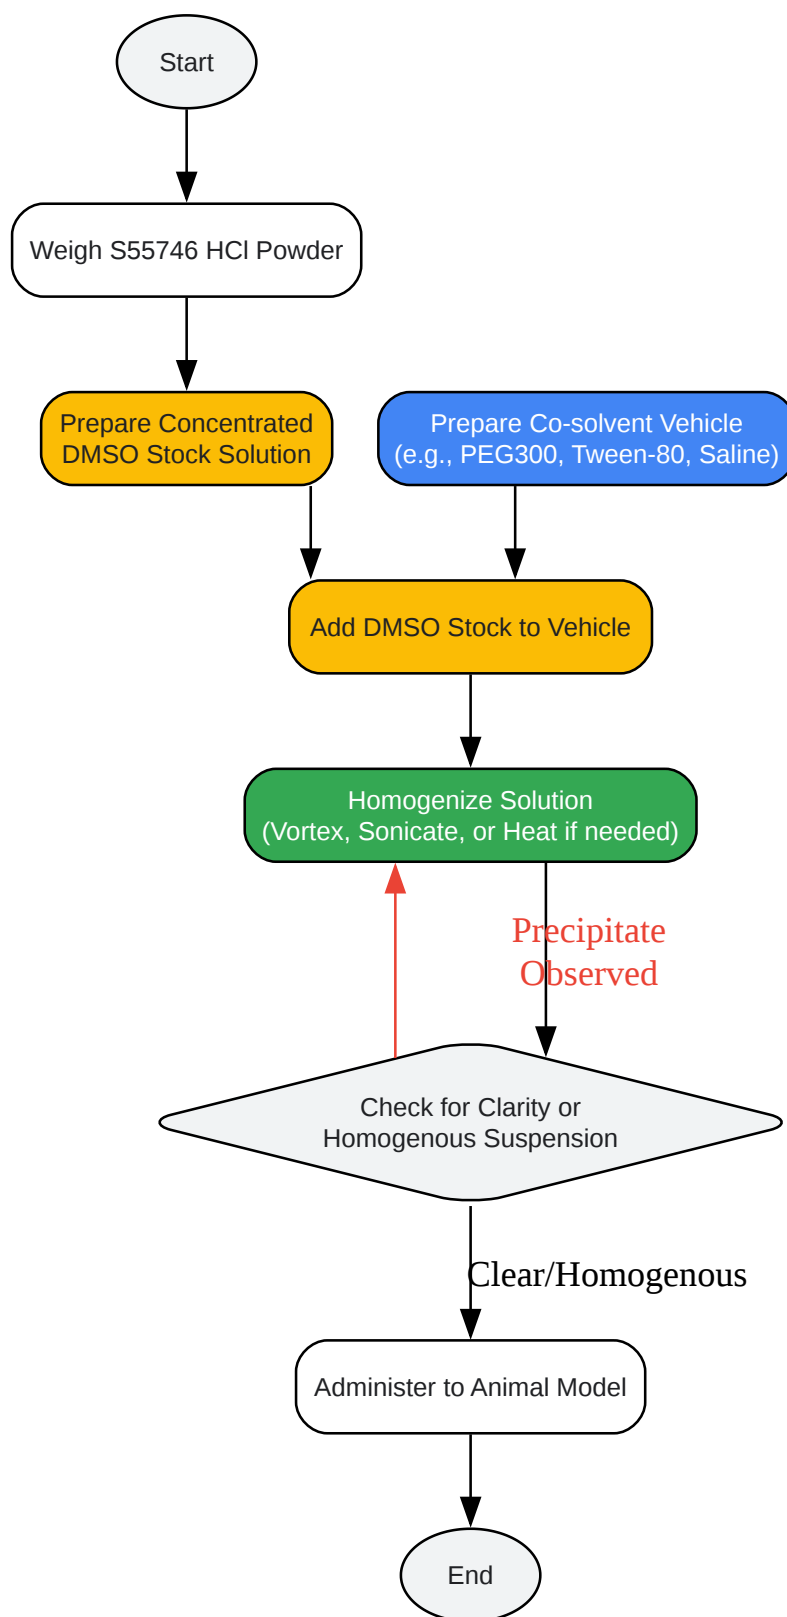 Start
Weigh S55746 HCl Powder
Prepare Concentrated
DMSO Stock Solution
Prepare Co-solvent Vehicle
(e.g., PEG300, Tween-80, Saline)
Add DMSO Stock to Vehicle
Homogenize Solution
(Vortex, Sonicate, or Heat if needed)
Precipitate
Observed
Check for Clarity or
Homogenous Suspension
Clear/Homogenous
Administer to Animal Model
End